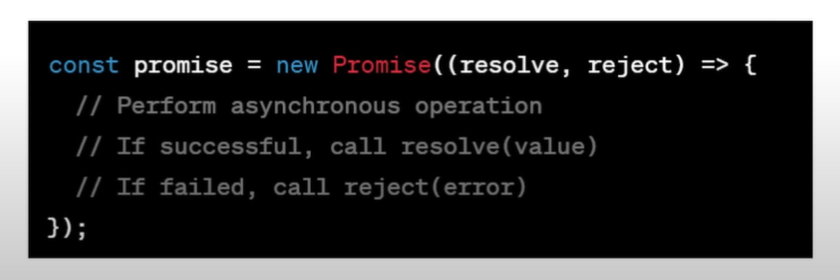 const promise = new Promise((resolve, reject) => {
  // Perform asynchronous operation
  // If successful, call resolve(value)
  // If failed, call reject(error)
});